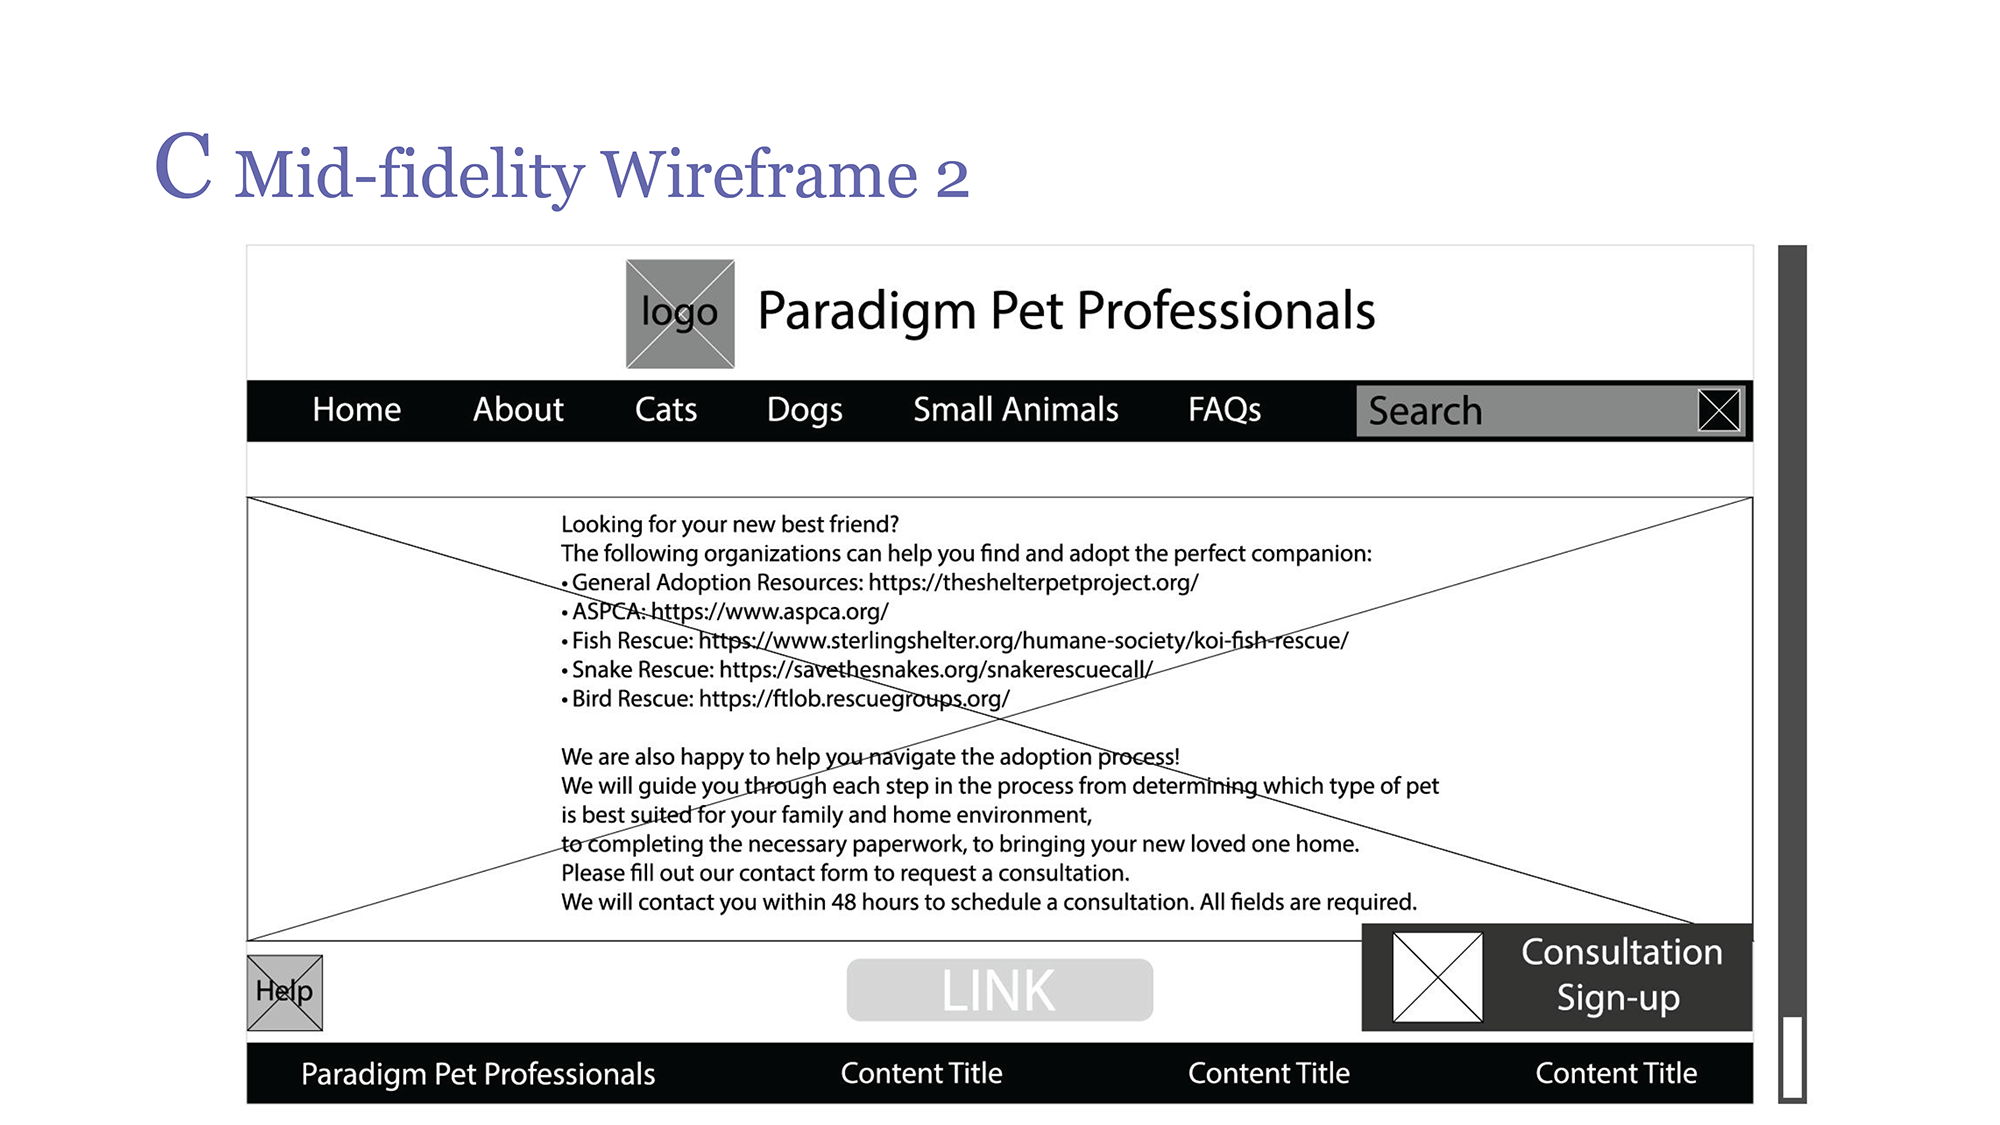 C Mid-fidelity Wireframe 2
logo
Paradigm Pet Professionals
Home About Cats Dogs Small Animals FAQs Search
Looking for your new best friend?
The following organizations can help you find and adopt the perfect companion:
• General Adoption Resources: https://theshelterpetproject.org/
• ASPCA: https://www.aspca.org/
• Fish Rescue: https://www.sterlingshelter.org/humane-society/koi-fish-rescue/
• Snake Rescue: https://savethesnakes.org/snakerescuecall/
• Bird Rescue: https://ftlob.rescuegroups.org/
We are also happy to help you navigate the adoption process!
We will guide you through each step in the process from determining which type of pet
is best suited for your family and home environment,
to completing the necessary paperwork, to bringing your new loved one home.
Please fill out our contact form to request a consultation.
We will contact you within 48 hours to schedule a consultation. All fields are required.
Help
LINK
Consultation
Sign-up
Paradigm Pet Professionals Content Title Content Title Content Title